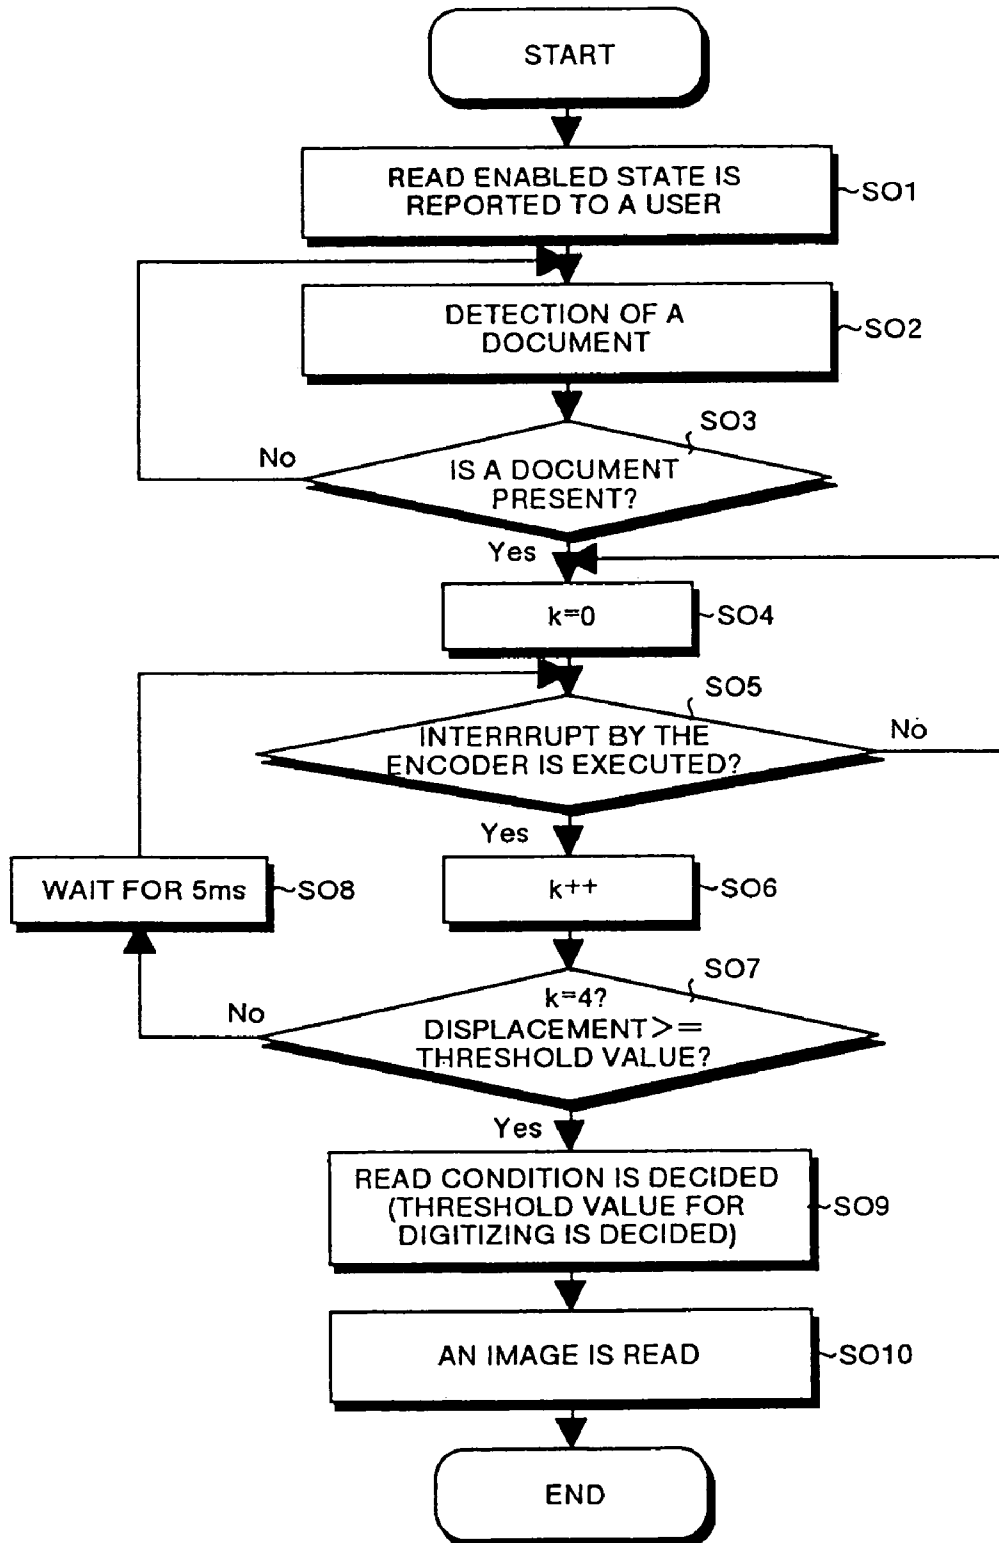 START
READ ENABLED STATE IS
REPORTED TO A USER
~SO1
DETECTION OF A
DOCUMENT
~SO2
SO3
No
IS A DOCUMENT
PRESENT?
Yes
k=0
~SO4
SO5
INTERRRUPT BY THE
ENCODER IS EXECUTED?
No
Yes
WAIT FOR 5ms
~SO8
k++
~SO6
SO7
No
k=4?
DISPLACEMENT>=
THRESHOLD VALUE?
Yes
READ CONDITION IS DECIDED
(THRESHOLD VALUE FOR
DIGITIZING IS DECIDED)
~SO9
AN IMAGE IS READ
~SO10
END